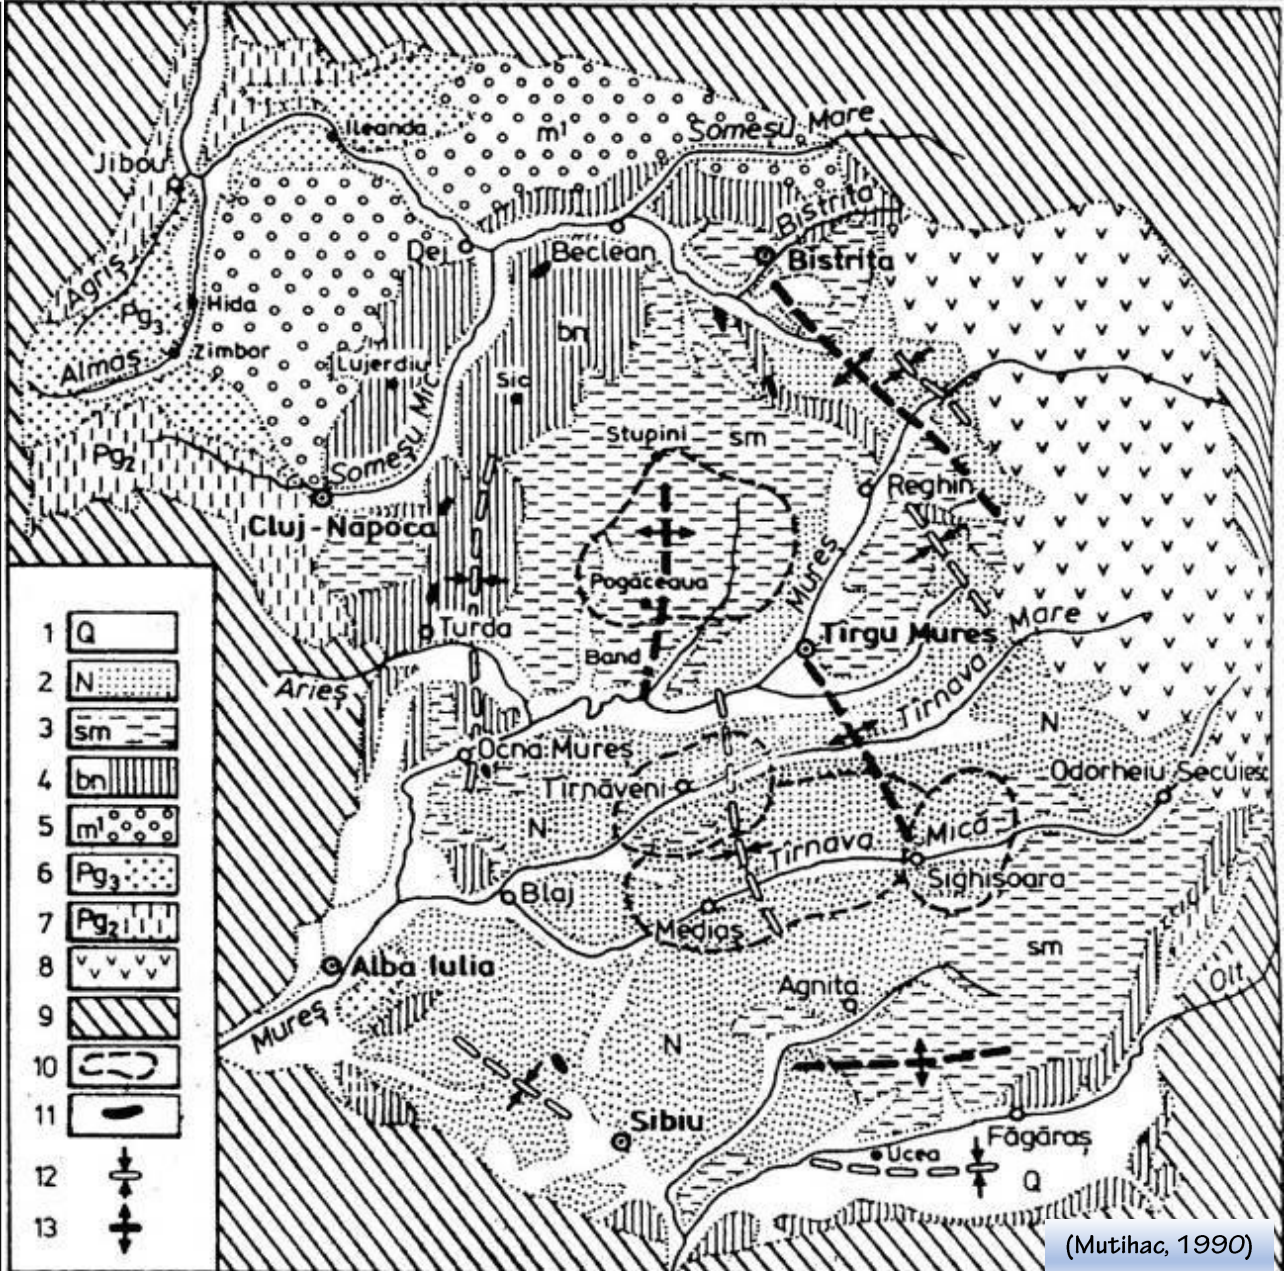 Ileanda
m¹
Someșu Mare
Jibou
Bistrița
Dej
Beclean
Bistrița
Agriș
Pg₃
Hida
bn
Almaș
Zimbor
Lujerdiu
Sic
Someșu Mic
Stupini
sm
Pg₂
Reghin
Cluj-Napoca
Mureș
Pogăceaua
Turda
Tîrgu Mureș
Mare
Band
Arieș
Tîrnava
N
Ocna Mureș
Odorheiu Secuiesc
Tîrnăveni
N
Mică
Tîrnava
Blaj
Sighișoara
Mediaș
sm
Alba Iulia
Agnita
Olt
Mureș
N
Sibiu
Făgăraș
Ucea
Q
1 Q
2 N
3 sm
4 bn
5 m¹
6 Pg₃
7 Pg₂
8
9
10
11
12
13
(Mutihac, 1990)